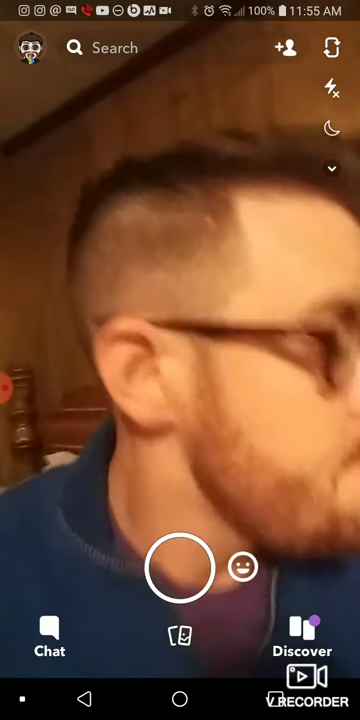 100% 11:55 AM
Search
Chat
Discover
V RECORDER